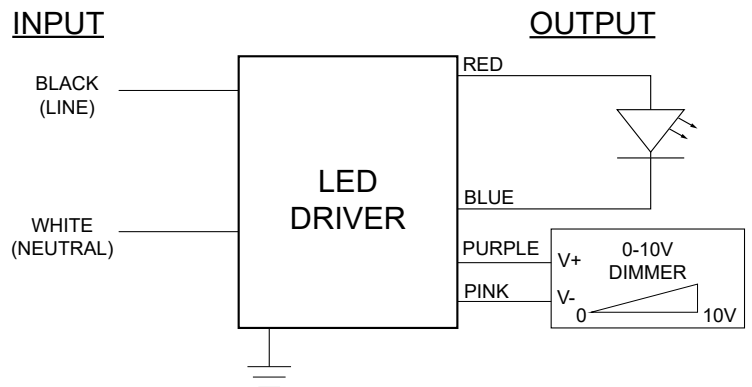 INPUT
OUTPUT
BLACK
(LINE)
WHITE
(NEUTRAL)
LED
DRIVER
RED
BLUE
PURPLE
PINK
V+
V-
0-10V
DIMMER
0
10V